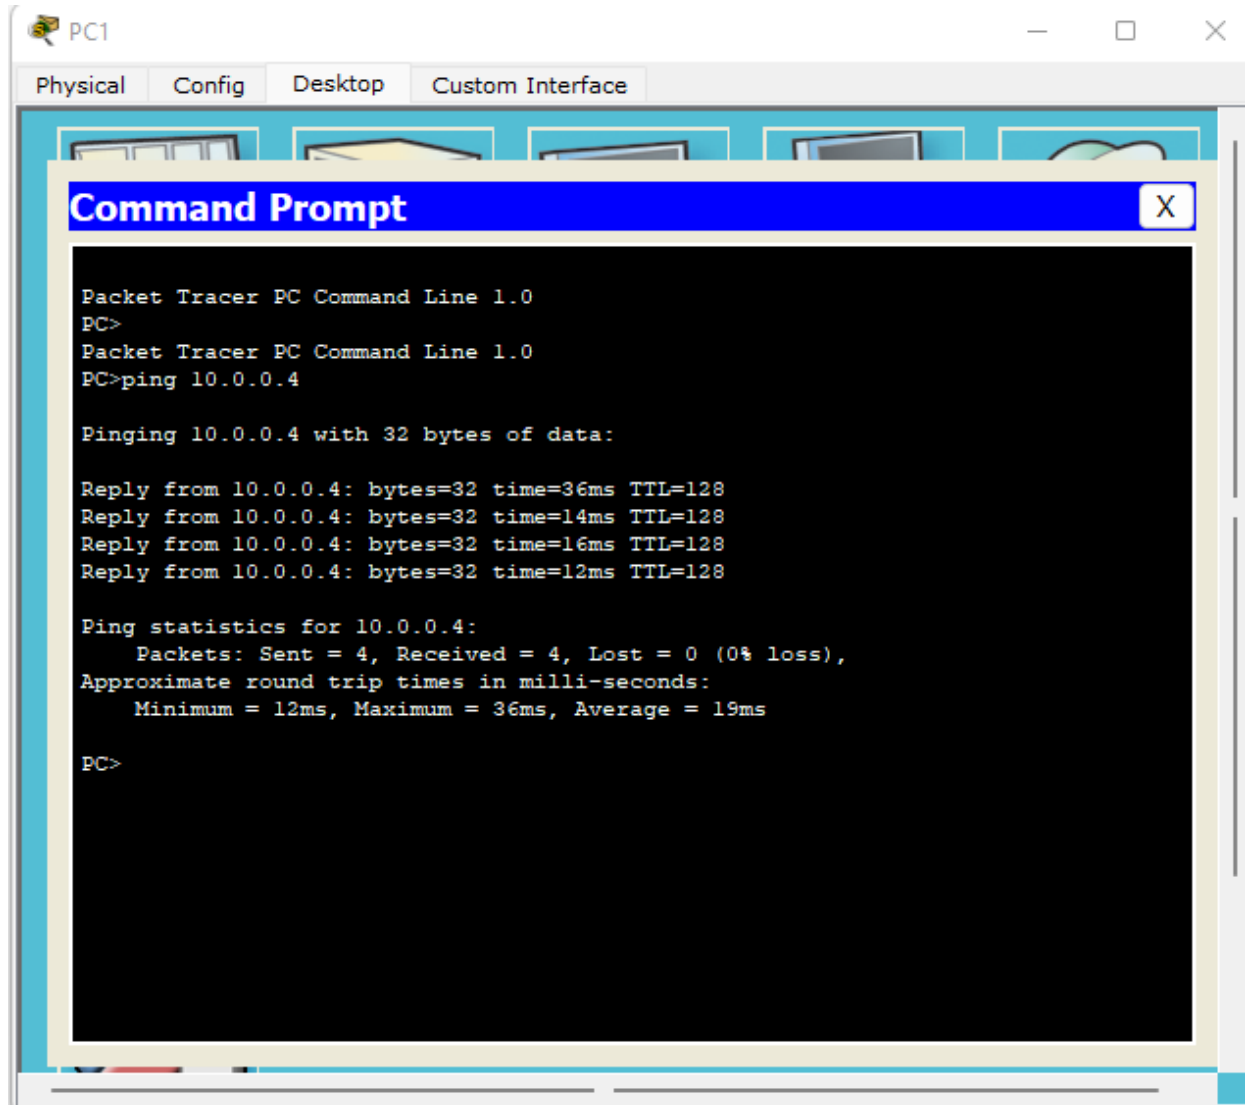 PC1
Physical Config Desktop Custom Interface
Command Prompt
X
Packet Tracer PC Command Line 1.0
PC>
Packet Tracer PC Command Line 1.0
PC>ping 10.0.0.4
Pinging 10.0.0.4 with 32 bytes of data:
Reply from 10.0.0.4: bytes=32 time=36ms TTL=128
Reply from 10.0.0.4: bytes=32 time=14ms TTL=128
Reply from 10.0.0.4: bytes=32 time=16ms TTL=128
Reply from 10.0.0.4: bytes=32 time=12ms TTL=128
Ping statistics for 10.0.0.4:
Packets: Sent = 4, Received = 4, Lost = 0 (0% loss),
Approximate round trip times in milli-seconds:
Minimum = 12ms, Maximum = 36ms, Average = 19ms
PC>